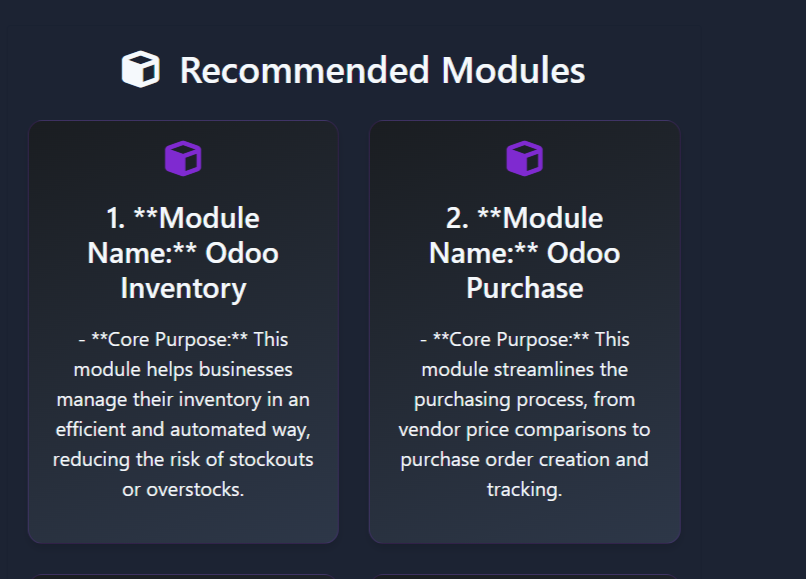 Recommended Modules
1. **Module
Name:** Odoo
Inventory
- **Core Purpose:** This
module helps businesses
manage their inventory in an
efficient and automated way,
reducing the risk of stockouts
or overstocks.
2. **Module
Name:** Odoo
Purchase
- **Core Purpose:** This
module streamlines the
purchasing process, from
vendor price comparisons to
purchase order creation and
tracking.